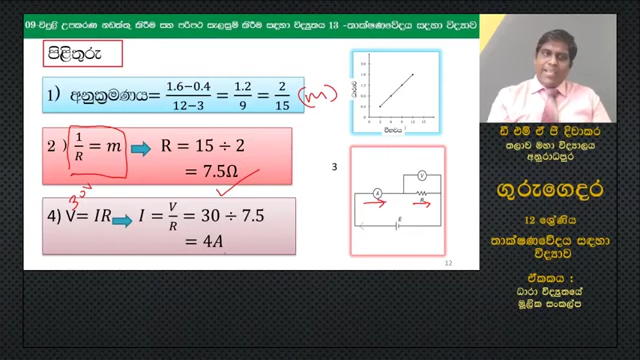 09-විදුලි උපකරණ නඩත්තු කිරීම සහ පරිපථ සැලසුම් කිරීම සඳහා විද්‍යුතය 13 -තාක්ෂණවේදය සඳහා විද්‍යාව
පිළිතුරු
1) අනුක්‍රමණය= 1.6−0.4 / 12−3 = 1.2 / 9 = 2 / 15 (m)
2 ) 1 / R = m R = 15 ÷ 2
= 7.5Ω
30V
4) V= IR I = V / R = 30 ÷ 7.5
= 4A
ධාරාව
විභවය
3
V
A
R
E
12
ඩී එම් ඒ ජී දිවාකර
තලාව මහා විද්‍යාලය
අනුරාධපුර
ගුරුගෙදර
12 ශ්‍රේණිය
තාක්ෂණවේදය සඳහා
විද්‍යාව
ඒකකය :
ධාරා විද්‍යුතයේ
මූලික සංකල්ප